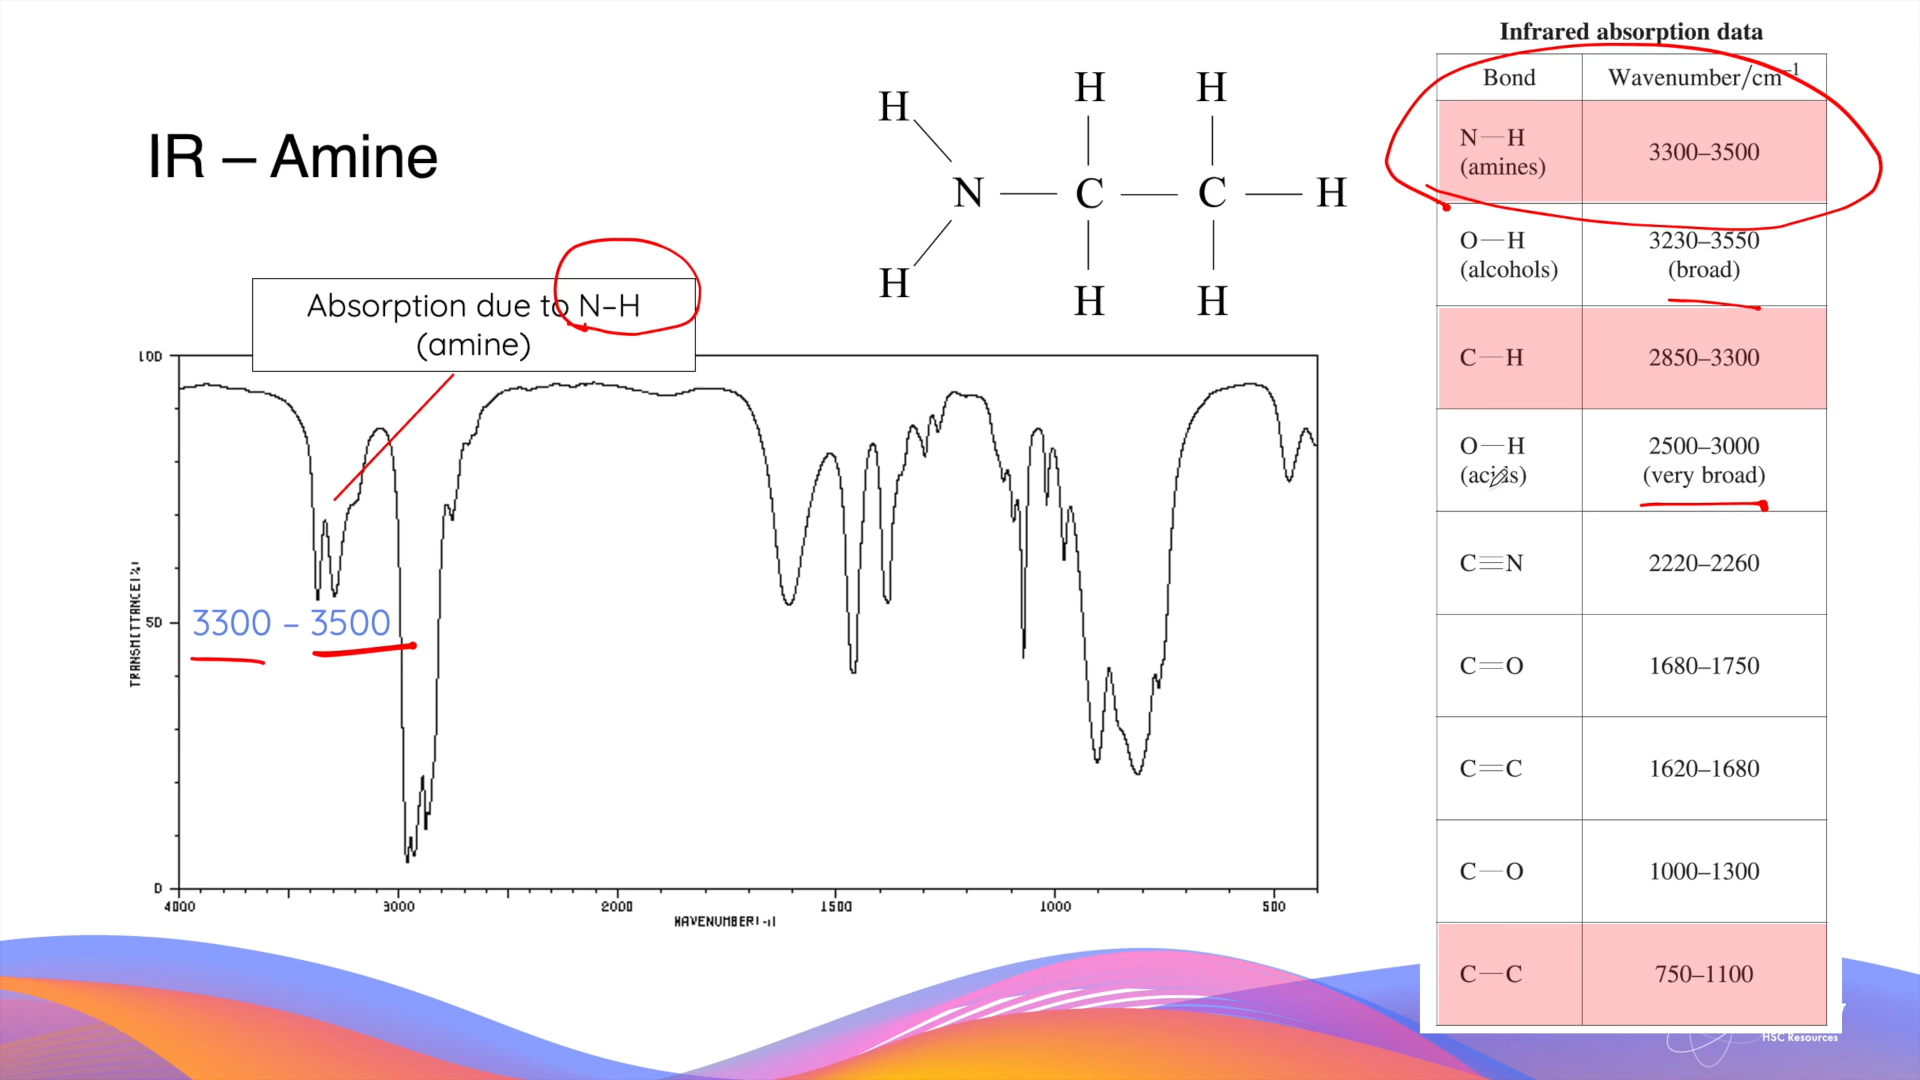 IR – Amine
H
H
H
N
C
C
H
H
H
H
Absorption due to N–H
(amine)
100
50
0
TRANSMITTANCE(%)
3300 – 3500
4000
3000
2000
1500
1000
500
WAVENUMBER(-1)
Infrared absorption data
Bond Wavenumber/cm⁻¹
N—H
(amines)
3300–3500
O—H
(alcohols)
3230–3550
(broad)
C—H
2850–3300
O—H
(acids)
2500–3000
(very broad)
C≡N
2220–2260
C=O
1680–1750
C=C
1620–1680
C—O
1000–1300
C—C
750–1100
HSC Resources